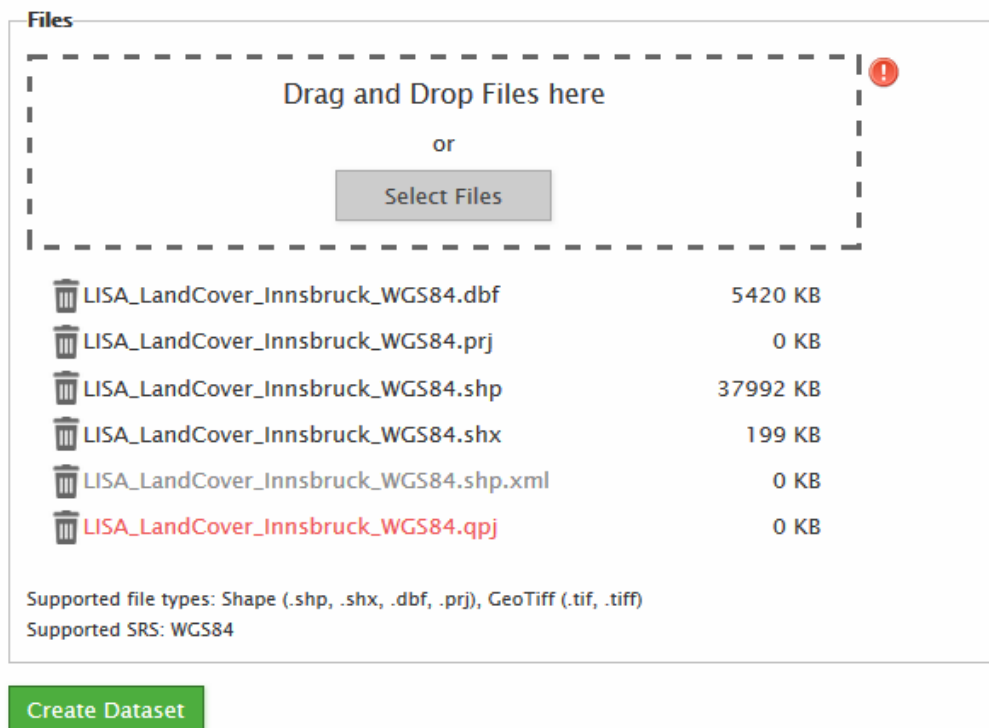 Files
Drag and Drop Files here
or
Select Files
LISA_LandCover_Innsbruck_WGS84.dbf 5420 KB
LISA_LandCover_Innsbruck_WGS84.prj 0 KB
LISA_LandCover_Innsbruck_WGS84.shp 37992 KB
LISA_LandCover_Innsbruck_WGS84.shx 199 KB
LISA_LandCover_Innsbruck_WGS84.shp.xml 0 KB
LISA_LandCover_Innsbruck_WGS84.qpj 0 KB
Supported file types: Shape (.shp, .shx, .dbf, .prj), GeoTiff (.tif, .tiff)
Supported SRS: WGS84
Create Dataset